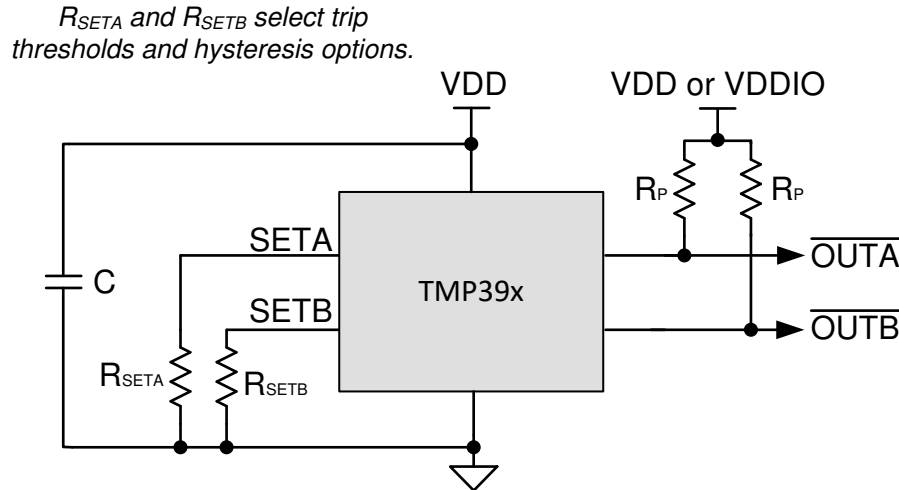 RSETA and RSETB select trip
thresholds and hysteresis options.
VDD
VDD or VDDIO
RP
RP
SETA
OUTA
C
TMP39x
SETB
OUTB
RSETA
RSETB